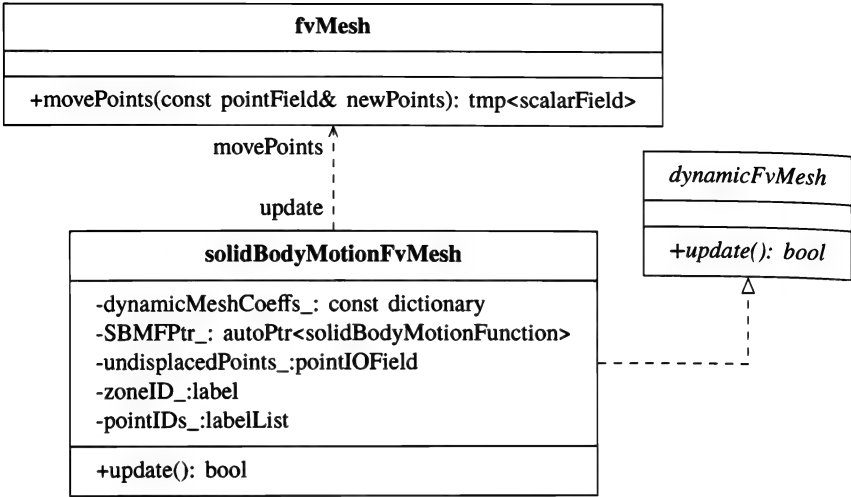 fvMesh
+movePoints(const pointField& newPoints): tmp<scalarField>
movePoints
update
dynamicFvMesh
+update(): bool
solidBodyMotionFvMesh
-dynamicMeshCoeffs_: const dictionary
-SBMFPtr_: autoPtr<solidBodyMotionFunction>
-undisplacedPoints_:pointIOField
-zoneID_:label
-pointIDs_:labelList
+update(): bool